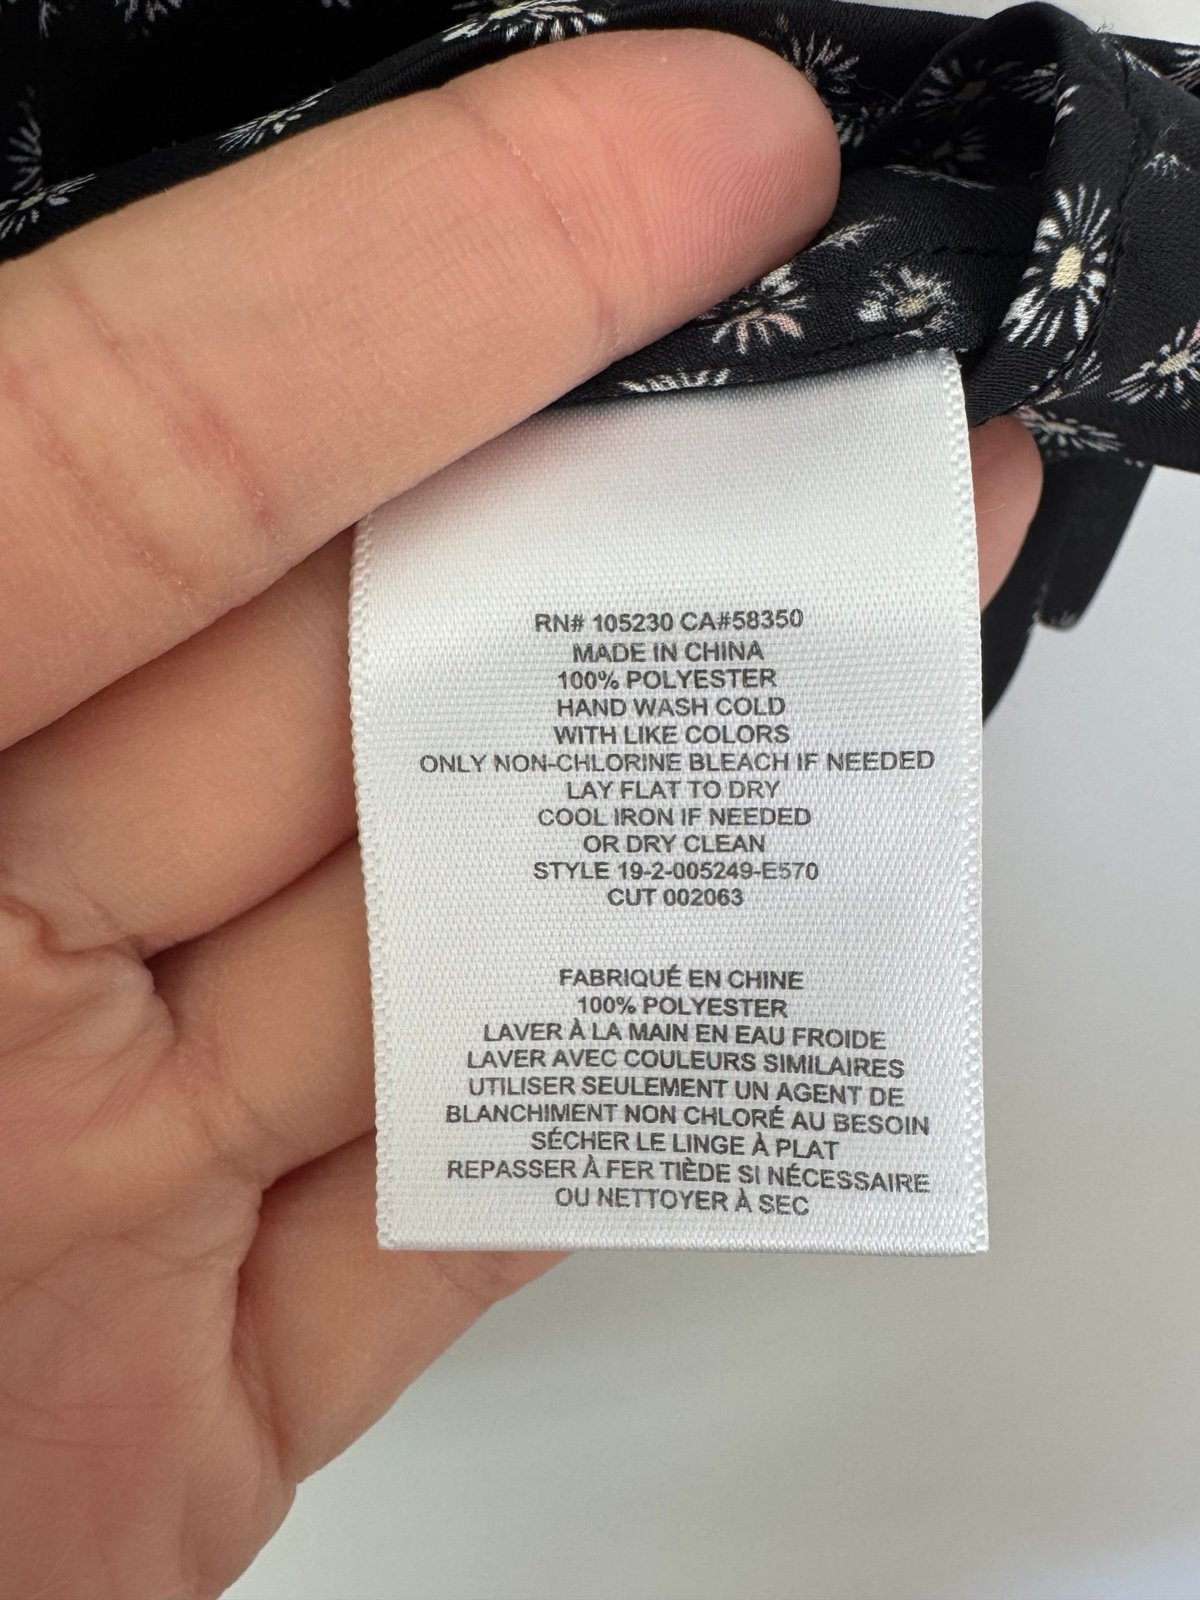 RN# 105230 CA#58350
MADE IN CHINA
100% POLYESTER
HAND WASH COLD
WITH LIKE COLORS
ONLY NON-CHLORINE BLEACH IF NEEDED
LAY FLAT TO DRY
COOL IRON IF NEEDED
OR DRY CLEAN
STYLE 19-2-005249-E570
CUT 002063
FABRIQUÉ EN CHINE
100% POLYESTER
LAVER À LA MAIN EN EAU FROIDE
LAVER AVEC COULEURS SIMILAIRES
UTILISER SEULEMENT UN AGENT DE
BLANCHIMENT NON CHLORÉ AU BESOIN
SÉCHER LE LINGE À PLAT
REPASSER À FER TIÈDE SI NÉCESSAIRE
OU NETTOYER À SEC